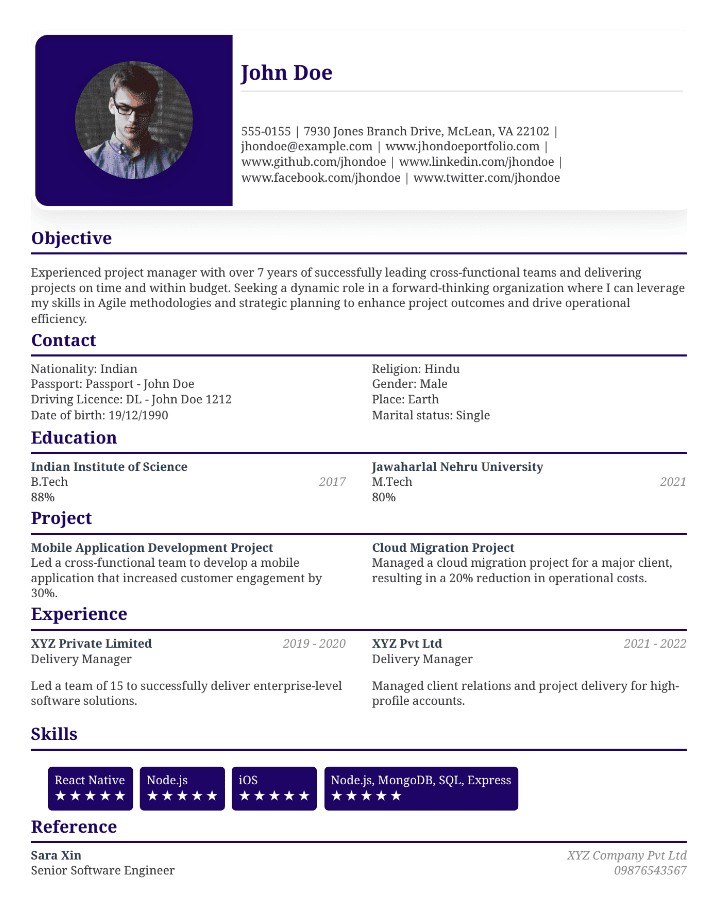 John Doe
555-0155 | 7930 Jones Branch Drive, McLean, VA 22102 |
jhondoe@example.com | www.jhondoeportfolio.com |
www.github.com/jhondoe | www.linkedin.com/jhondoe |
www.facebook.com/jhondoe | www.twitter.com/jhondoe
Objective
Experienced project manager with over 7 years of successfully leading cross-functional teams and delivering
projects on time and within budget. Seeking a dynamic role in a forward-thinking organization where I can leverage
my skills in Agile methodologies and strategic planning to enhance project outcomes and drive operational
efficiency.
Contact
Nationality: Indian
Passport: Passport - John Doe
Driving Licence: DL - John Doe 1212
Date of birth: 19/12/1990
Religion: Hindu
Gender: Male
Place: Earth
Marital status: Single
Education
Indian Institute of Science
B.Tech 2017
88%
Jawaharlal Nehru University
M.Tech 2021
80%
Project
Mobile Application Development Project
Led a cross-functional team to develop a mobile
application that increased customer engagement by
30%.
Cloud Migration Project
Managed a cloud migration project for a major client,
resulting in a 20% reduction in operational costs.
Experience
XYZ Private Limited 2019 - 2020
Delivery Manager
Led a team of 15 to successfully deliver enterprise-level
software solutions.
XYZ Pvt Ltd 2021 - 2022
Delivery Manager
Managed client relations and project delivery for high-
profile accounts.
Skills
React Native
★★★★★
Node.js
★★★★★
iOS
★★★★★
Node.js, MongoDB, SQL, Express
★★★★★
Reference
Sara Xin XYZ Company Pvt Ltd
Senior Software Engineer 09876543567